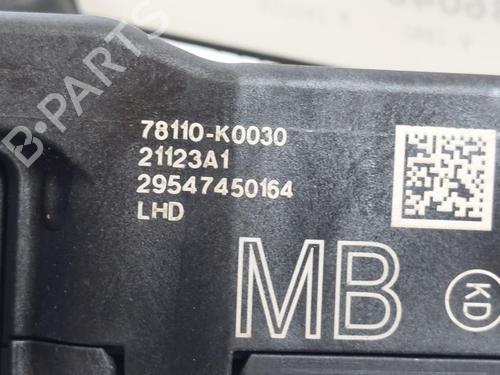 78110-K0030
21123A1
29547450164
LHD
MB
KD
B-PARTS